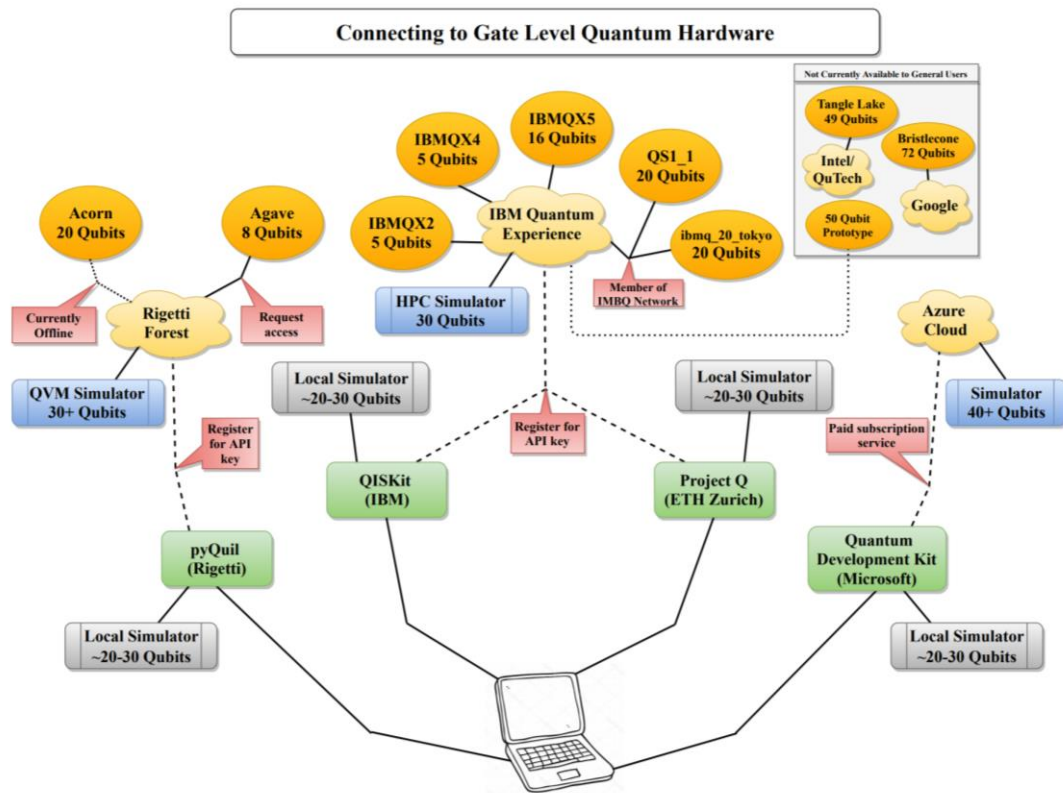 Connecting to Gate Level Quantum Hardware
Not Currently Available to General Users
Tangle Lake
49 Qubits
Bristlecone
72 Qubits
Intel/
QuTech
Google
50 Qubit
Prototype
IBMQX4
5 Qubits
IBMQX5
16 Qubits
QS1_1
20 Qubits
IBMQX2
5 Qubits
IBM Quantum
Experience
ibmq_20_tokyo
20 Qubits
Member of
IMBQ Network
HPC Simulator
30 Qubits
Acorn
20 Qubits
Agave
8 Qubits
Currently
Offline
Rigetti
Forest
Request
access
QVM Simulator
30+ Qubits
Azure
Cloud
Simulator
40+ Qubits
Local Simulator
~20-30 Qubits
Local Simulator
~20-30 Qubits
Register
for API
key
Register for
API key
Paid subscription
service
QISKit
(IBM)
Project Q
(ETH Zurich)
pyQuil
(Rigetti)
Quantum
Development Kit
(Microsoft)
Local Simulator
~20-30 Qubits
Local Simulator
~20-30 Qubits